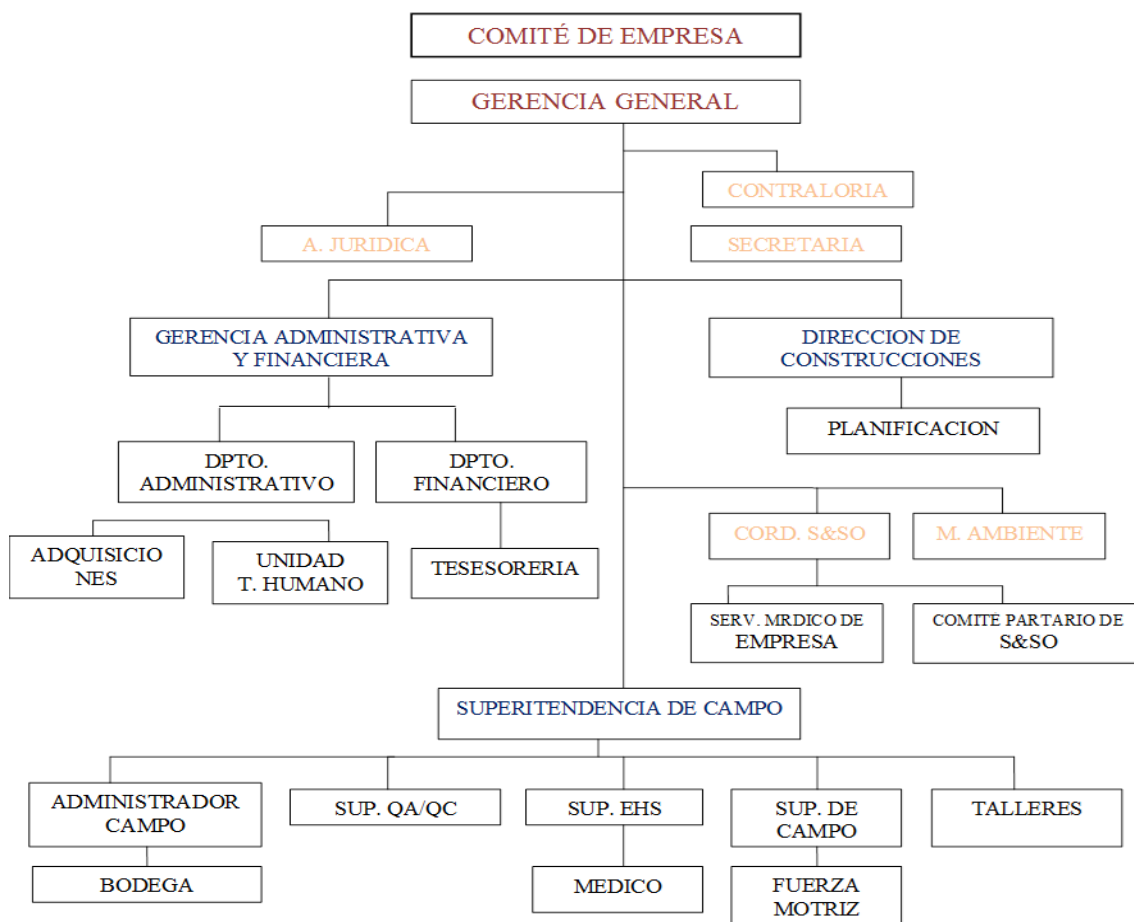 COMITÉ DE EMPRESA
GERENCIA GENERAL
CONTRALORIA
A. JURIDICA
SECRETARIA
GERENCIA ADMINISTRATIVA
Y FINANCIERA
DIRECCION DE
CONSTRUCCIONES
PLANIFICACION
DPTO.
ADMINISTRATIVO
DPTO.
FINANCIERO
CORD. S&SO
M. AMBIENTE
ADQUISICIO
NES
UNIDAD
T. HUMANO
TESESORERIA
SERV. MRDICO DE
EMPRESA
COMITÉ PARTARIO DE
S&SO
SUPERITENDENCIA DE CAMPO
ADMINISTRADOR
CAMPO
SUP. QA/QC
SUP. EHS
SUP. DE
CAMPO
TALLERES
BODEGA
MEDICO
FUERZA
MOTRIZ